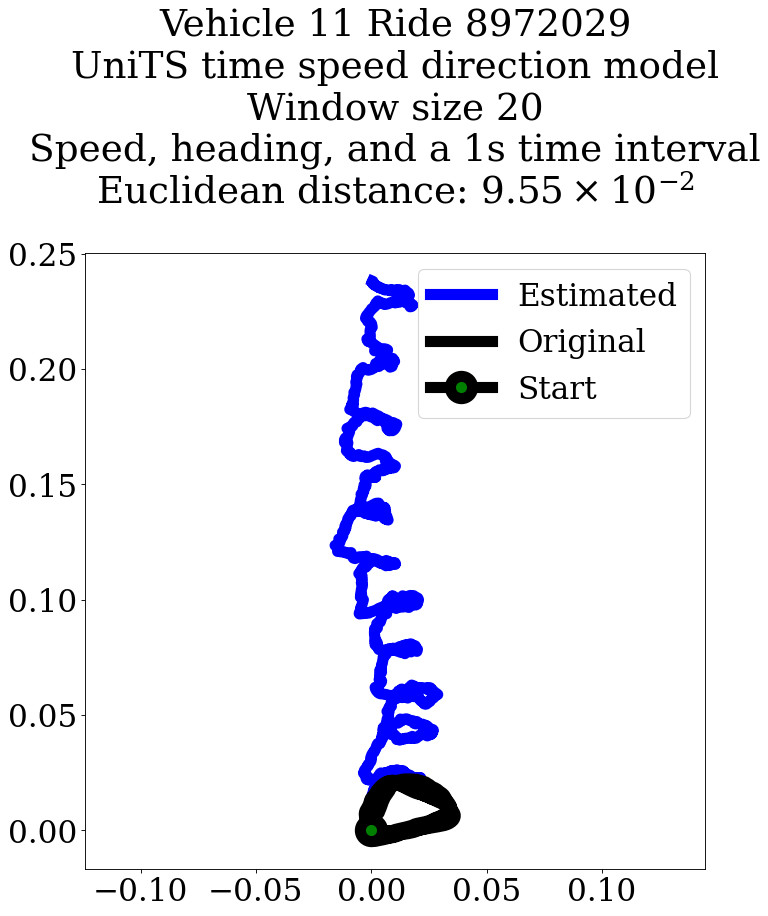 Vehicle 11 Ride 8972029
UniTS time speed direction model
Window size 20
Speed, heading, and a 1s time interval
Euclidean distance: 9.55 × 10⁻²
0.25
0.20
0.15
0.10
0.05
0.00
Estimated
Original
Start
−0.10 −0.05 0.00 0.05 0.10